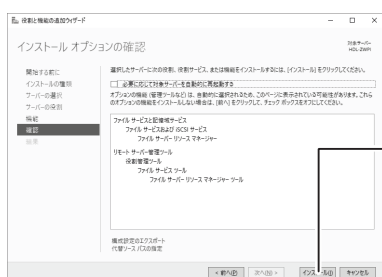 役割と機能の追加ウィザード
インストール オプションの確認
対象サーバー
開始する前に
インストールの種類
サーバーの選択
サーバーの役割
機能
確認
結果
選択したサーバーに次の役割、役割サービス、または機能をインストールするには、[インストール] をクリックしてください。
必要に応じて対象サーバーを自動的に再起動する
オプションの機能 (管理ツールなど) は、自動的に選択されるため、このページに表示されている可能性があります。これら
のオプションの機能をインストールしない場合は、[前へ] をクリックして、チェック ボックスをオフにしてください。
ファイル サービスと記憶域サービス
ファイル サービスおよび iSCSI サービス
ファイル サーバー リソース マネージャー
リモート サーバー管理ツール
役割管理ツール
ファイル サービス ツール
ファイル サーバー リソース マネージャー ツール
構成設定のエクスポート
代替ソース パスの指定
< 前へ(P) 次へ(N) > キャンセル